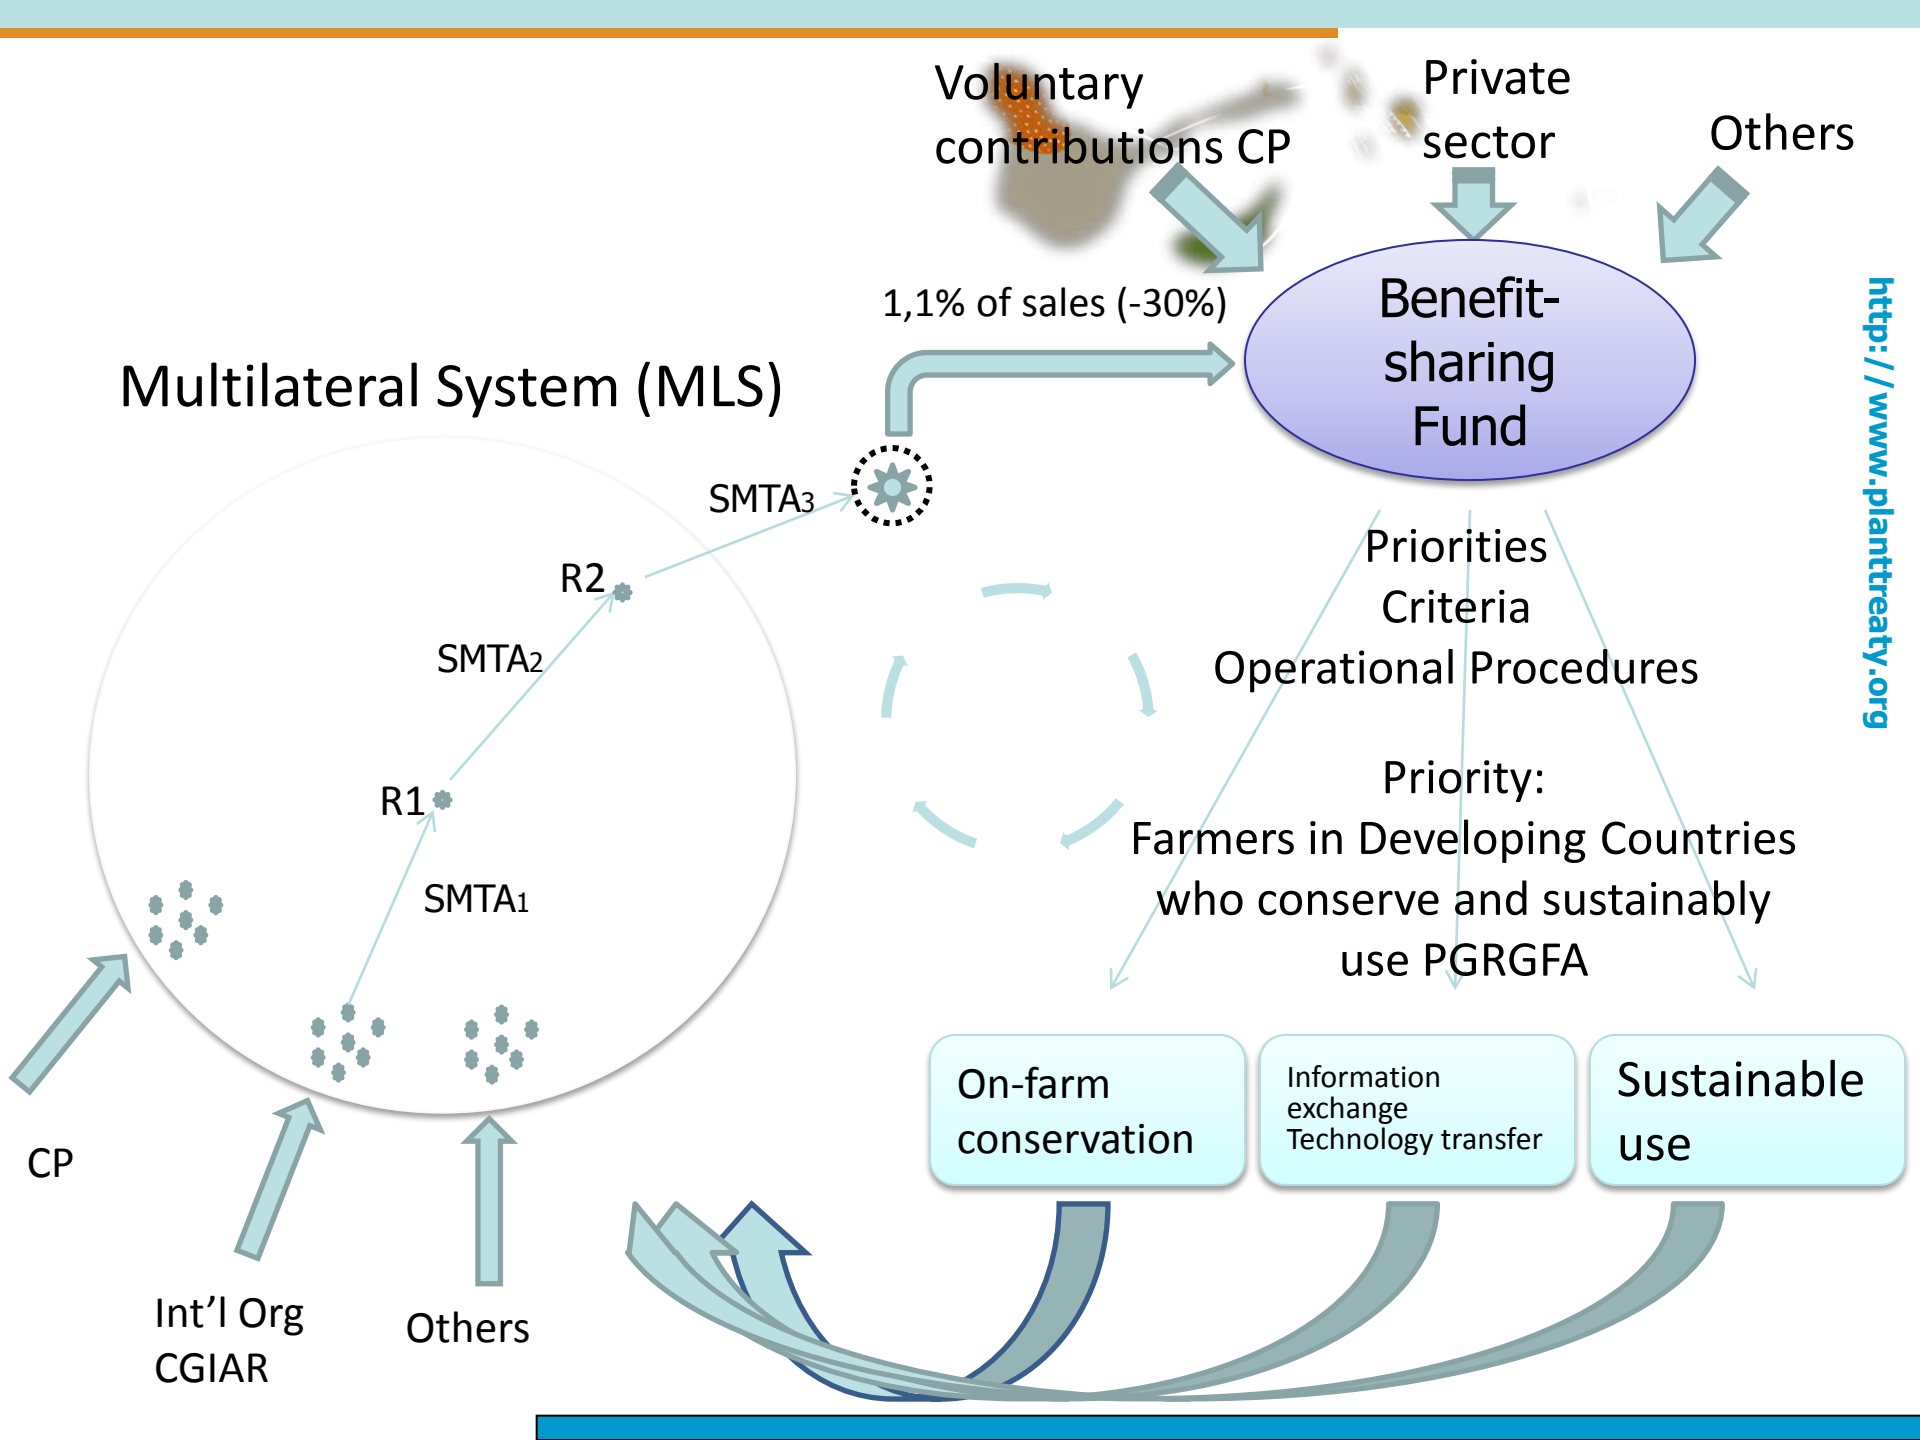 Voluntary
contributions CP
Private
sector
Others
1,1% of sales (-30%)
Benefit-
sharing
Fund
http://www.planttreaty.org
Multilateral System (MLS)
SMTA3
R2
SMTA2
R1
SMTA1
Priorities
Criteria
Operational Procedures
Priority:
Farmers in Developing Countries
who conserve and sustainably
use PGRGFA
On-farm
conservation
Information
exchange
Technology transfer
Sustainable
use
CP
Int’l Org
CGIAR
Others